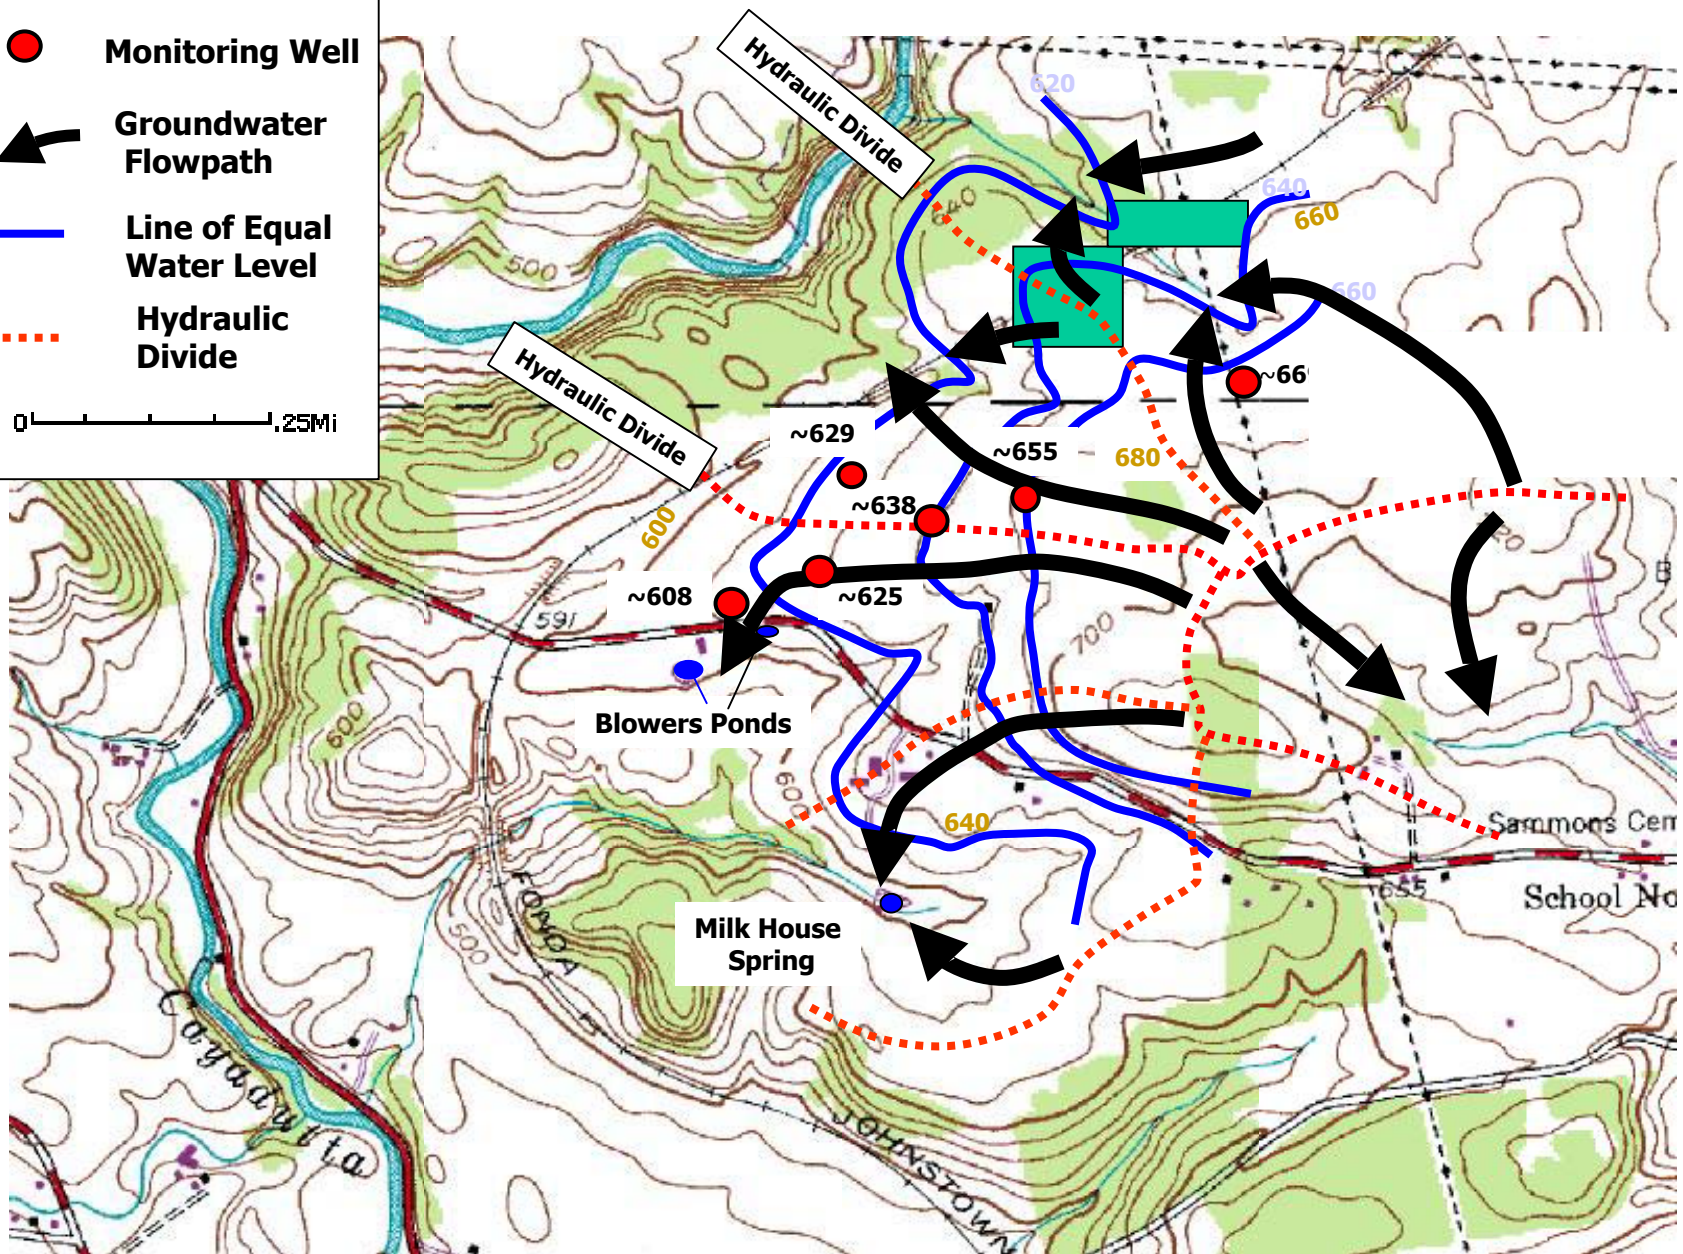 Monitoring Well
Groundwater
Flowpath
Line of Equal
Water Level
Hydraulic
Divide
0
.25Mi
Hydraulic Divide
Hydraulic Divide
620
640
660
660
640
500
~629
~655
680
~638
600
~608
~625
591
700
600
Blowers Ponds
600
640
Sammons Cem
655
School No
Milk House
Spring
500
FONDA
Cayadutta
JOHNSTOWN